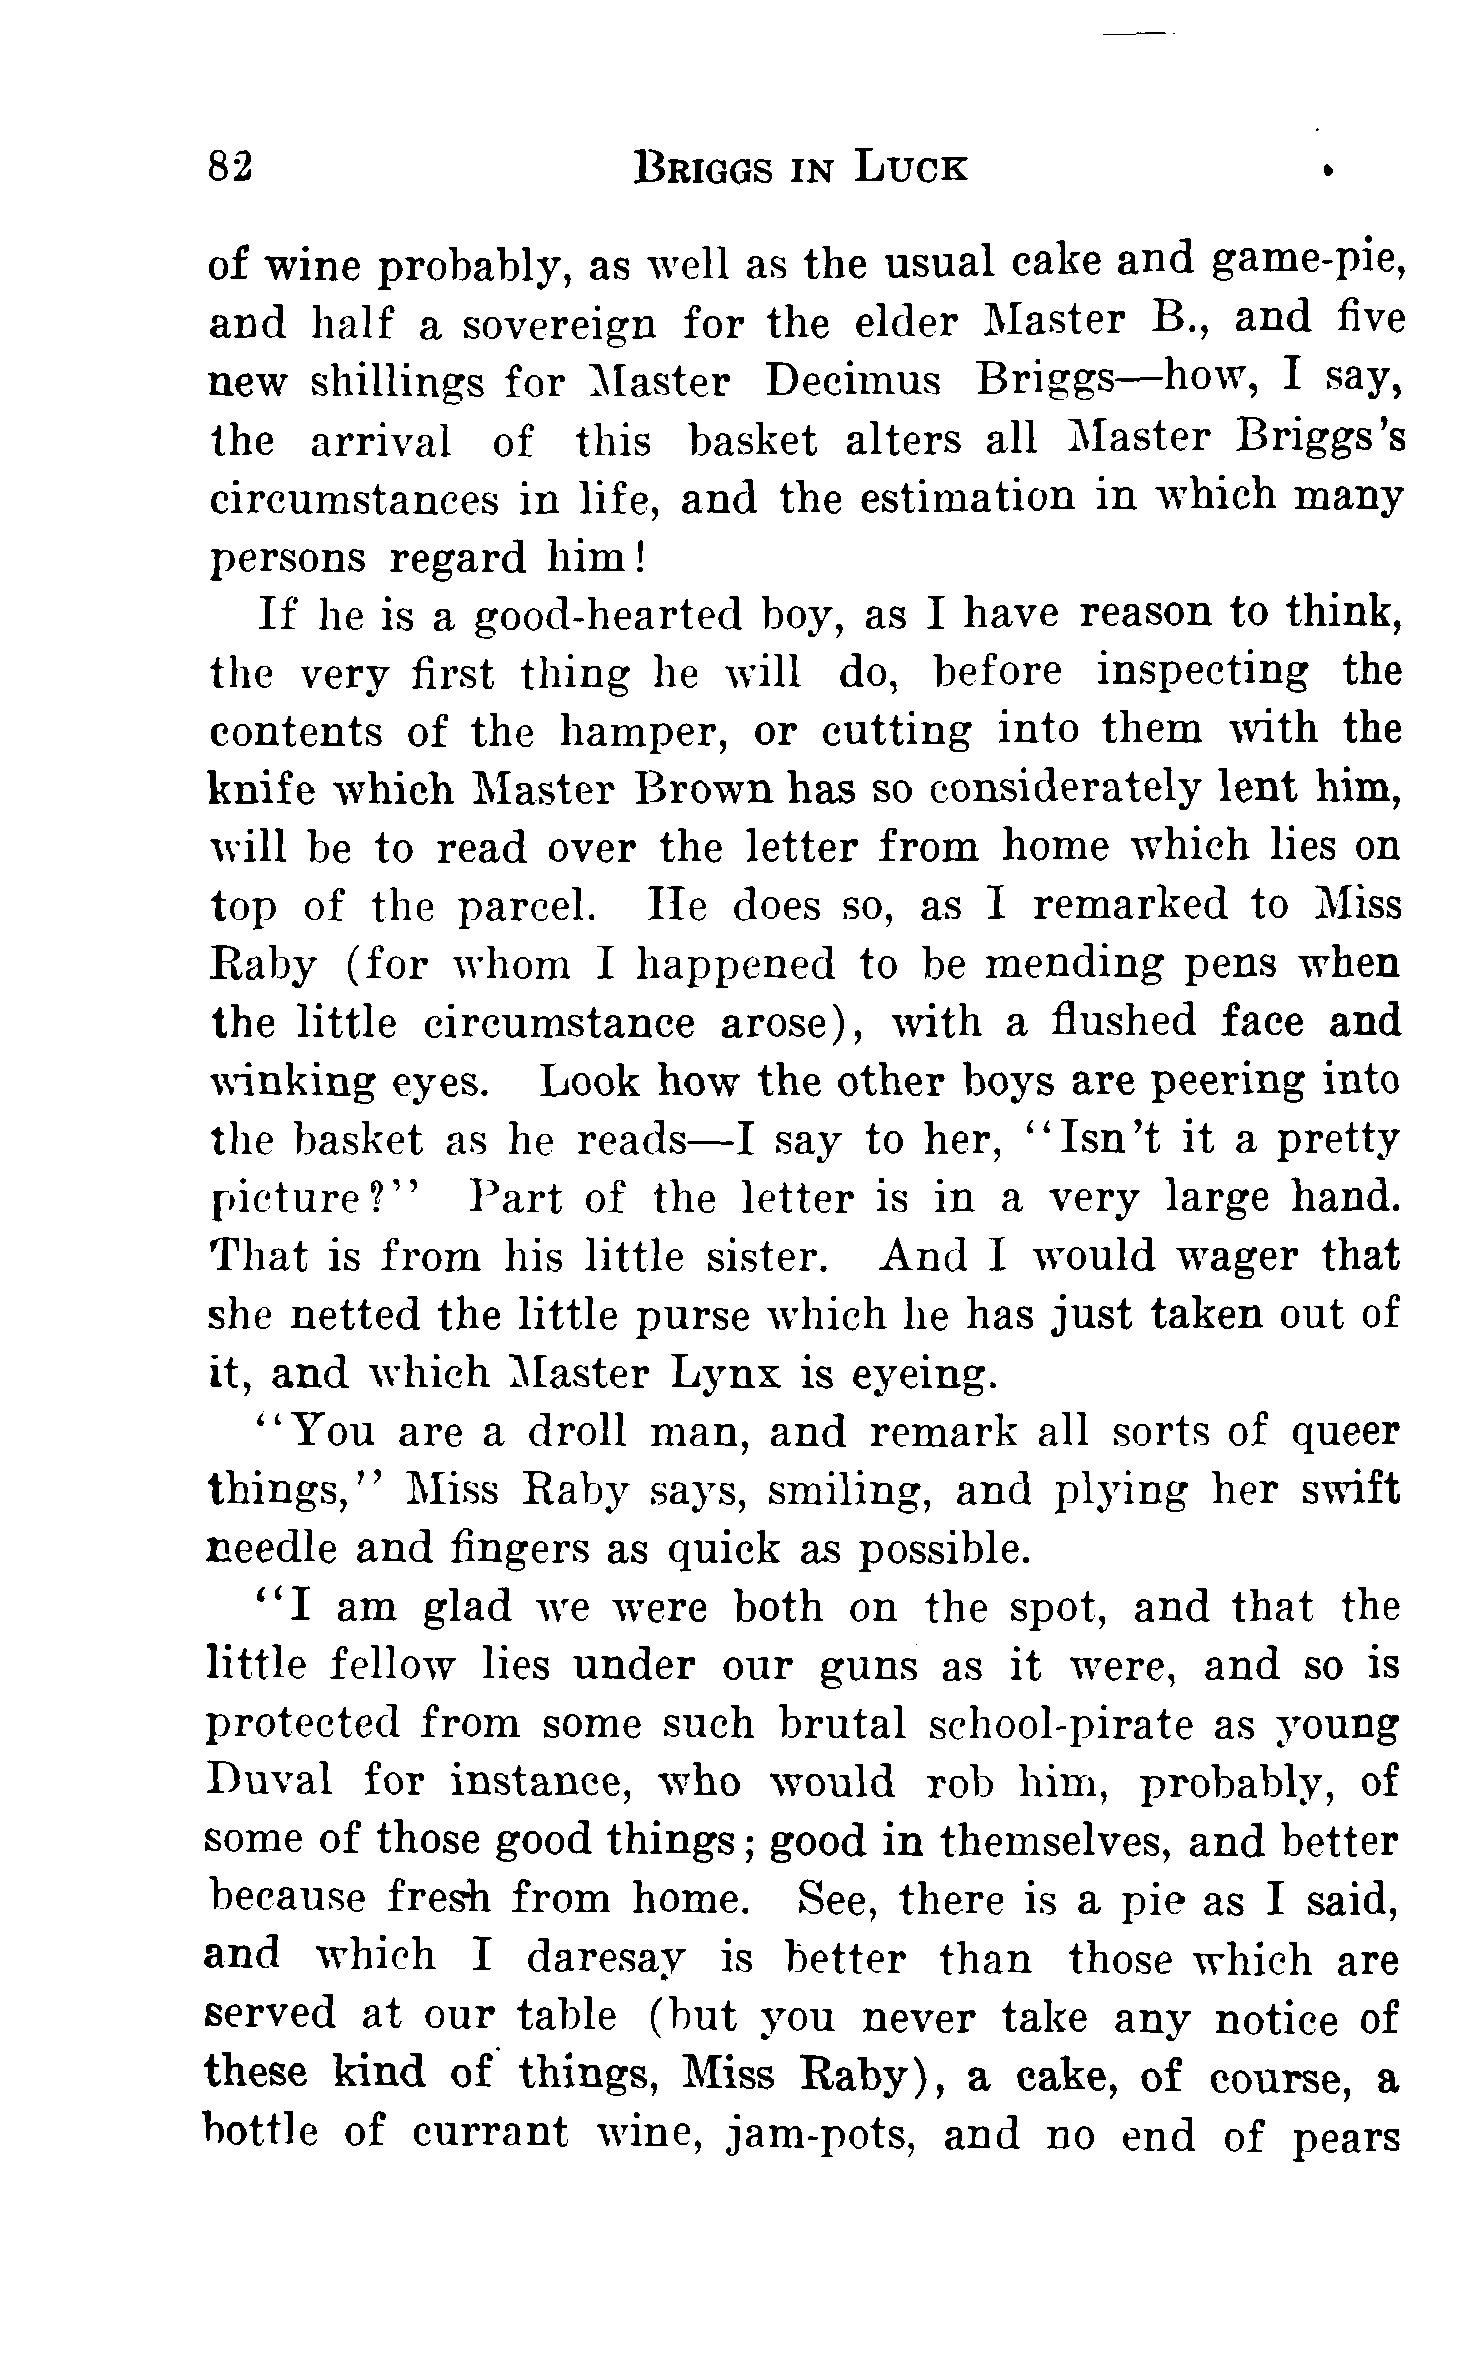 82 BRIGGS IN LUCK
of wine probably, as well as the usual cake and game-pie,
and half a sovereign for the elder Master B., and five
new shillings for Master Decimus Briggs—how, I say,
the arrival of this basket alters all Master Briggs's
circumstances in life, and the estimation in which many
persons regard him!
If he is a good-hearted boy, as I have reason to think,
the very first thing he will do, before inspecting the
contents of the hamper, or cutting into them with the
knife which Master Brown has so considerately lent him,
will be to read over the letter from home which lies on
top of the parcel. He does so, as I remarked to Miss
Raby (for whom I happened to be mending pens when
the little circumstance arose), with a flushed face and
winking eyes. Look how the other boys are peering into
the basket as he reads—I say to her, "Isn't it a pretty
picture?" Part of the letter is in a very large hand.
That is from his little sister. And I would wager that
she netted the little purse which he has just taken out of
it, and which Master Lynx is eyeing.
"You are a droll man, and remark all sorts of queer
things," Miss Raby says, smiling, and plying her swift
needle and fingers as quick as possible.
"I am glad we were both on the spot, and that the
little fellow lies under our guns as it were, and so is
protected from some such brutal school-pirate as young
Duval for instance, who would rob him, probably, of
some of those good things; good in themselves, and better
because fresh from home. See, there is a pie as I said,
and which I daresay is better than those which are
served at our table (but you never take any notice of
these kind of things, Miss Raby), a cake, of course, a
bottle of currant wine, jam-pots, and no end of pears